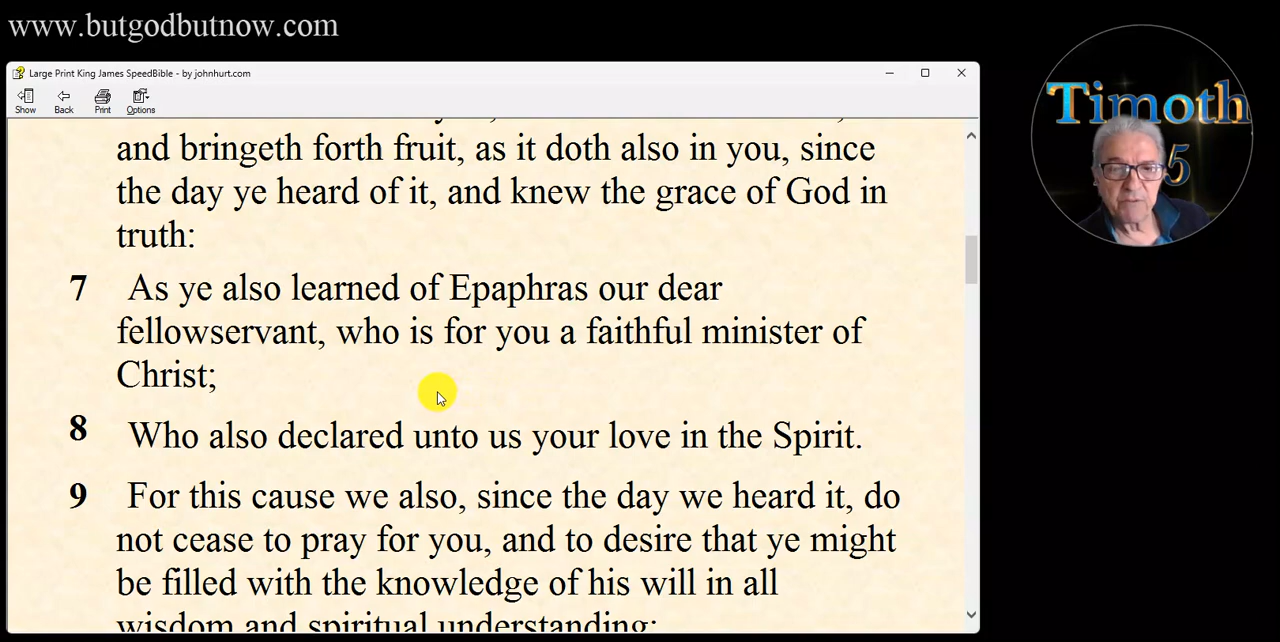 www.butgodbutnow.com
Large Print King James SpeedBible - by johnhurt.com
Show Back Print Options
and bringeth forth fruit, as it doth also in you, since
the day ye heard of it, and knew the grace of God in
truth:
7 As ye also learned of Epaphras our dear
fellowservant, who is for you a faithful minister of
Christ;
8 Who also declared unto us your love in the Spirit.
9 For this cause we also, since the day we heard it, do
not cease to pray for you, and to desire that ye might
be filled with the knowledge of his will in all
wisdom and spiritual understanding:
Timoth
5